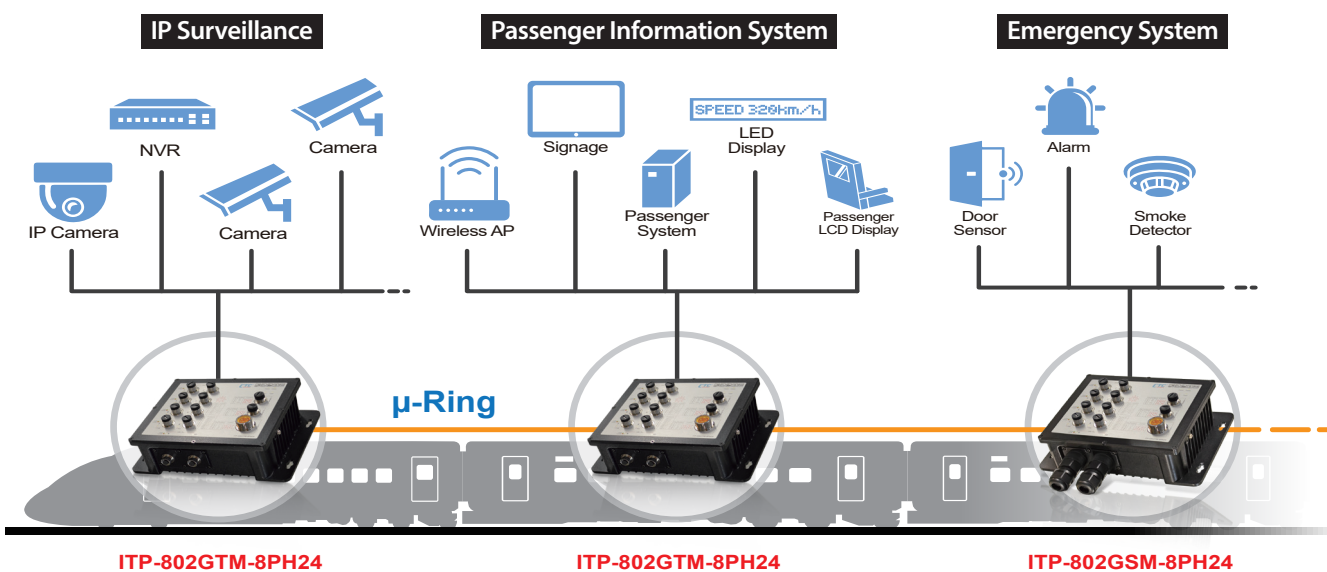 IP Surveillance
Passenger Information System
Emergency System
NVR
Camera
IP Camera
Camera
Signage
SPEED 320km/h
LED
Display
Wireless AP
Passenger
System
Passenger
LCD Display
Alarm
Door
Sensor
Smoke
Detector
µ-Ring
ITP-802GTM-8PH24
ITP-802GTM-8PH24
ITP-802GSM-8PH24